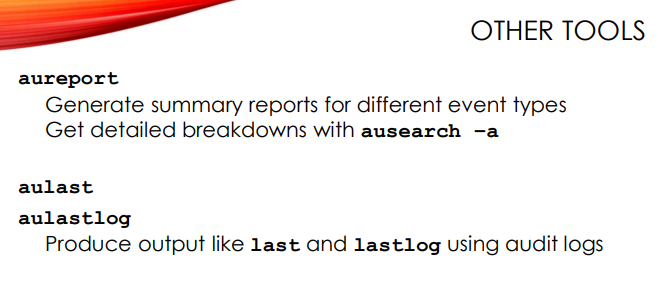 OTHER TOOLS
aureport
Generate summary reports for different event types
Get detailed breakdowns with ausearch –a
aulast
aulastlog
Produce output like last and lastlog using audit logs